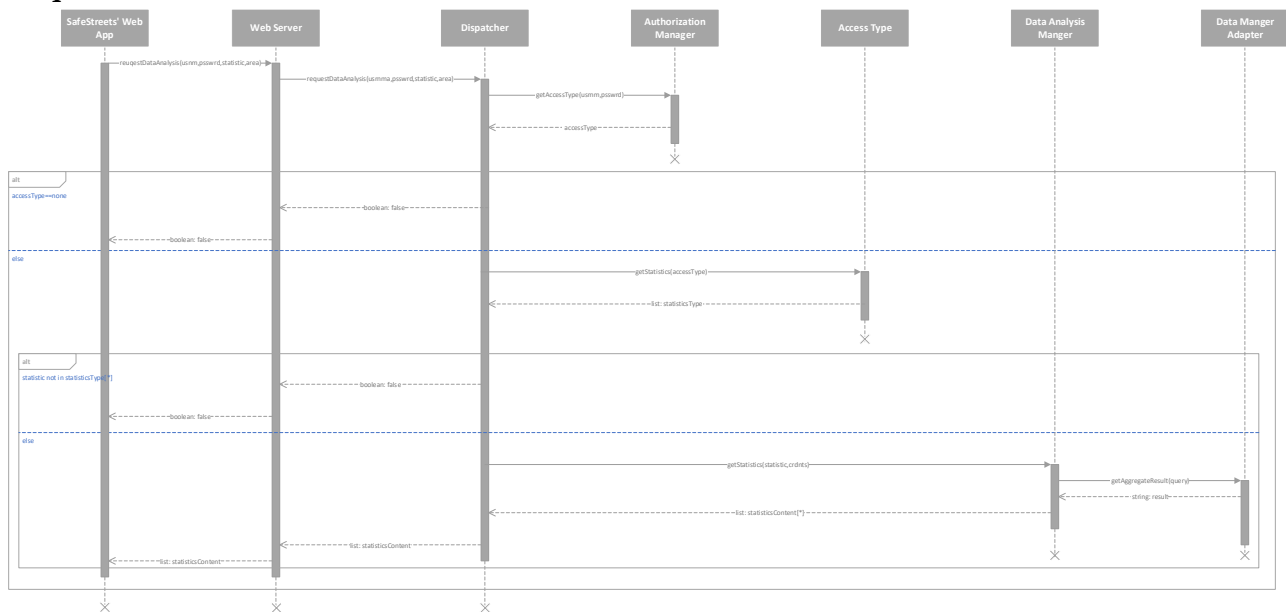 SafeStreets' Web
App
Web Server
Dispatcher
Authorization
Manager
Access Type
Data Analysis
Manger
Data Manger
Adapter
reuqestDataAnalysis(usnm,psswrd,statistic,area)
requestDataAnalysis(usmma,psswrd,statistic,area)
getAccessType(usmm,psswrd)
accessType
alt
accessType==none
boolean: false
boolean: false
else
getStatistics(accessType)
list: statisticsType
alt
statistic not in statisticsType[*]
boolean: false
boolean: false
else
getStatistics(statistic,crdnts)
getAggregateResult(query)
string: result
list: statisticsContent[*]
list: statisticsContent
list: statisticsContent